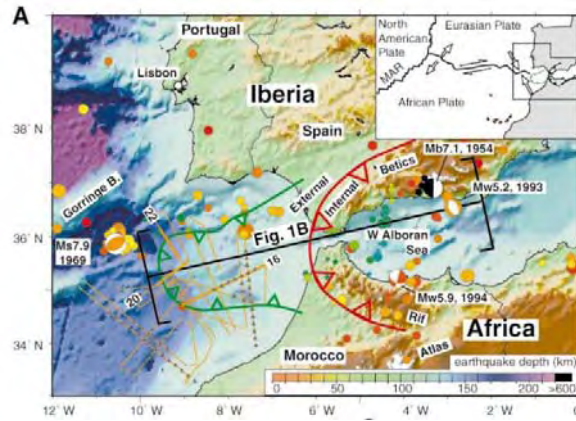 A
Portugal
Lisbon
Iberia
Spain
North
American
Plate
Eurasian Plate
MAR
African Plate
Mb7.1, 1954
Betics
Mw5.2, 1993
External
Internal
Gorringe B.
Ms7.9
1969
22
Fig. 1B
16
20
W Alboran
Sea
Mw5.9, 1994
Rif
Africa
Morocco
Atlas
earthquake depth (km)
0 50 100 150 200 >600
38° N
36° N
34° N
12° W 10° W 8° W 6° W 4° W 2° W